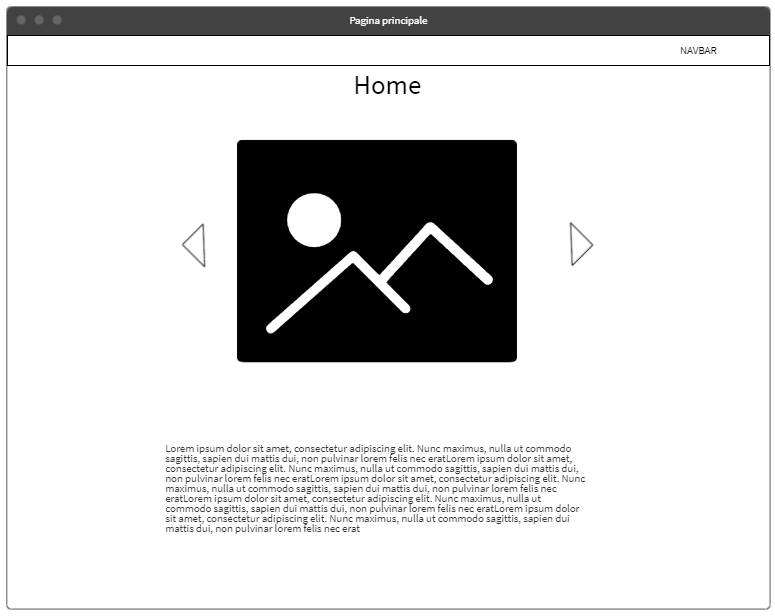 Pagina principale
NAVBAR
Home
Lorem ipsum dolor sit amet, consectetur adipiscing elit. Nunc maximus, nulla ut commodo
sagittis, sapien dui mattis dui, non pulvinar lorem felis nec eratLorem ipsum dolor sit amet,
consectetur adipiscing elit. Nunc maximus, nulla ut commodo sagittis, sapien dui mattis dui,
non pulvinar lorem felis nec eratLorem ipsum dolor sit amet, consectetur adipiscing elit. Nunc
maximus, nulla ut commodo sagittis, sapien dui mattis dui, non pulvinar lorem felis nec
eratLorem ipsum dolor sit amet, consectetur adipiscing elit. Nunc maximus, nulla ut
commodo sagittis, sapien dui mattis dui, non pulvinar lorem felis nec eratLorem ipsum dolor
sit amet, consectetur adipiscing elit. Nunc maximus, nulla ut commodo sagittis, sapien dui
mattis dui, non pulvinar lorem felis nec erat